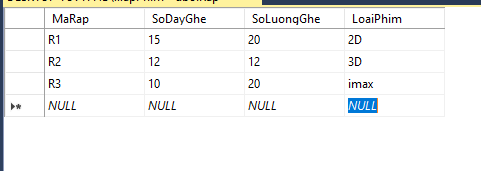 MaRap SoDayGhe SoLuongGhe LoaiPhim
R1 15 20 2D
R2 12 12 3D
R3 10 20 imax
NULL NULL NULL NULL